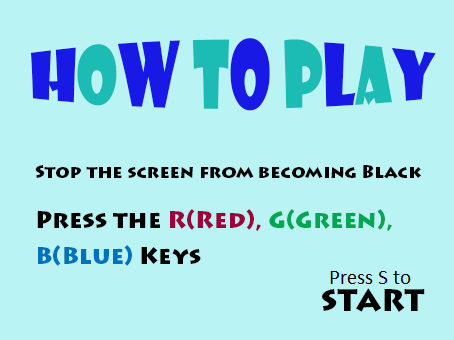 HOW TO PLAY
Stop the screen from becoming Black
Press the R(Red), G(Green),
B(Blue) Keys
Press S to
START